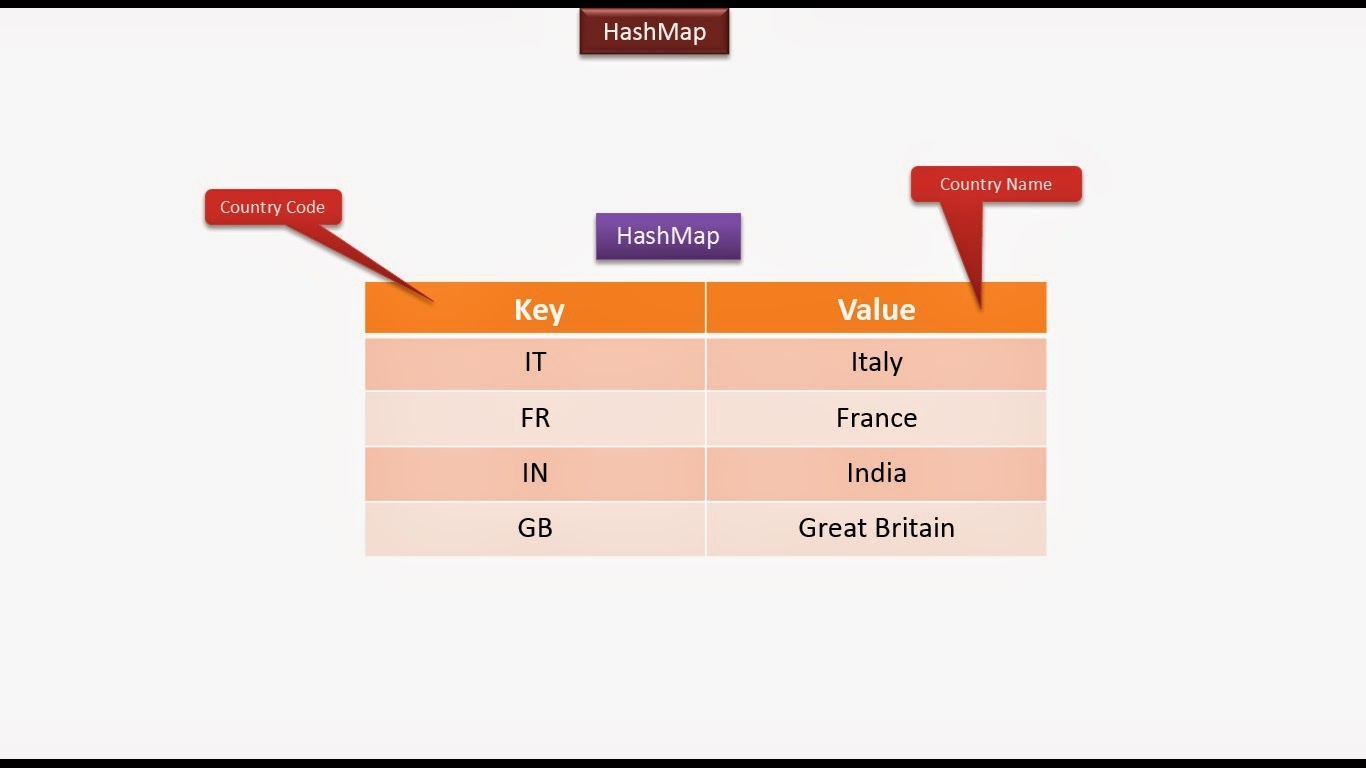 HashMap
Country Name
Country Code
HashMap
Key Value
IT Italy
FR France
IN India
GB Great Britain